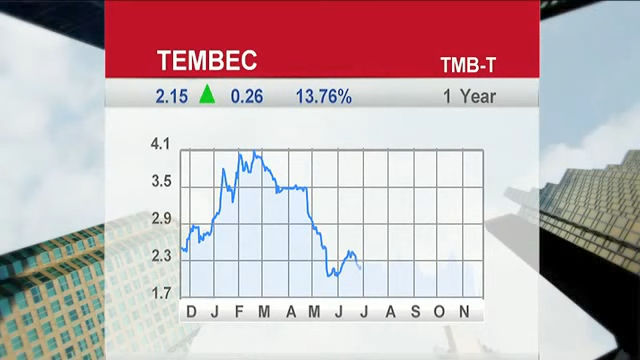 TEMBEC
TMB-T
2.15 0.26 13.76% 1 Year
4.1
3.5
2.9
2.3
1.7
D J F M A M J J A S O N